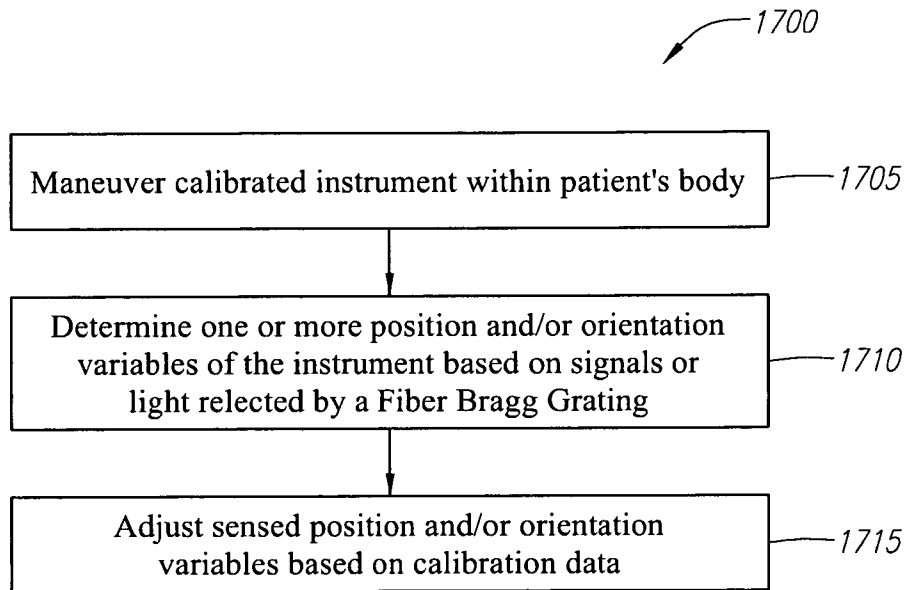 1700
Maneuver calibrated instrument within patient's body
1705
Determine one or more position and/or orientation
variables of the instrument based on signals or
light relected by a Fiber Bragg Grating
1710
Adjust sensed position and/or orientation
variables based on calibration data
1715